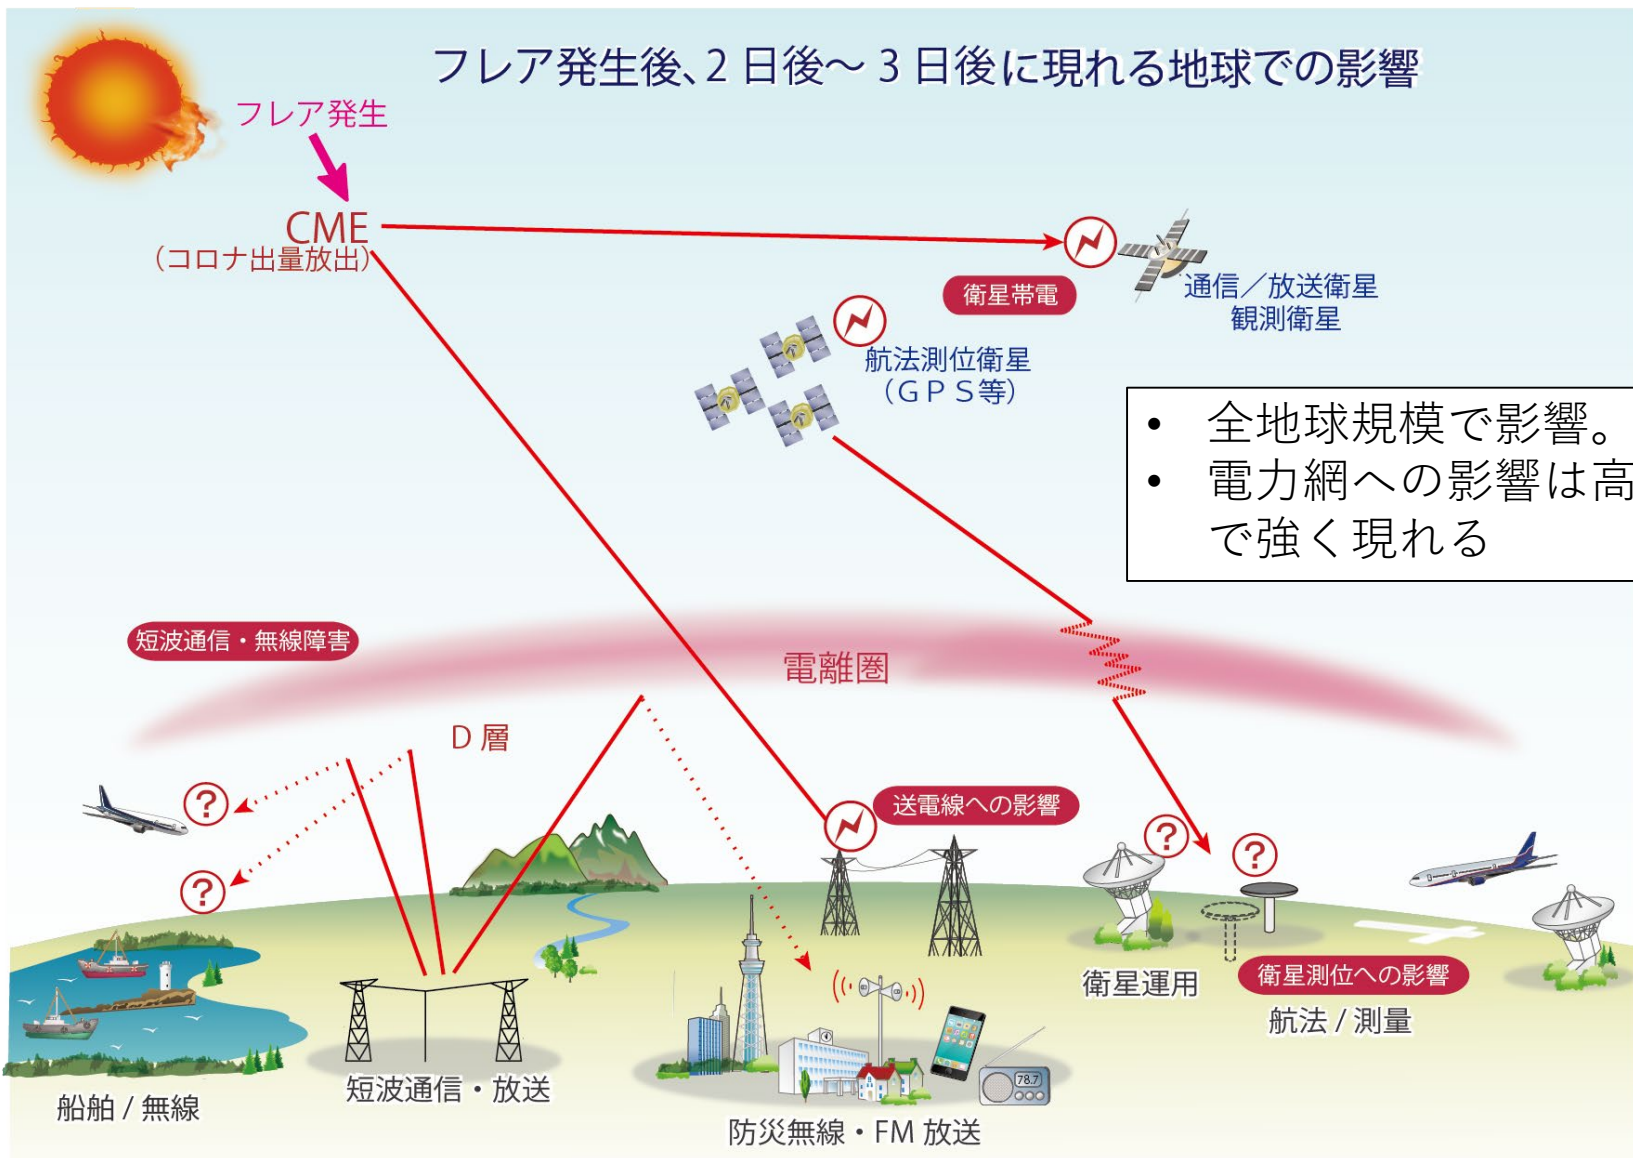 フレア発生後、2日後～3日後に現れる地球での影響
フレア発生
CME
（コロナ出量放出）
衛星帯電
通信／放送衛星
観測衛星
航法測位衛星
（ＧＰＳ等）
• 全地球規模で影響。
• 電力網への影響は高
で強く現れる
短波通信・無線障害
電離圏
D層
送電線への影響
?
?
?
?
衛星運用
衛星測位への影響
航法/測量
船舶/無線
短波通信・放送
78.7
防災無線・FM放送